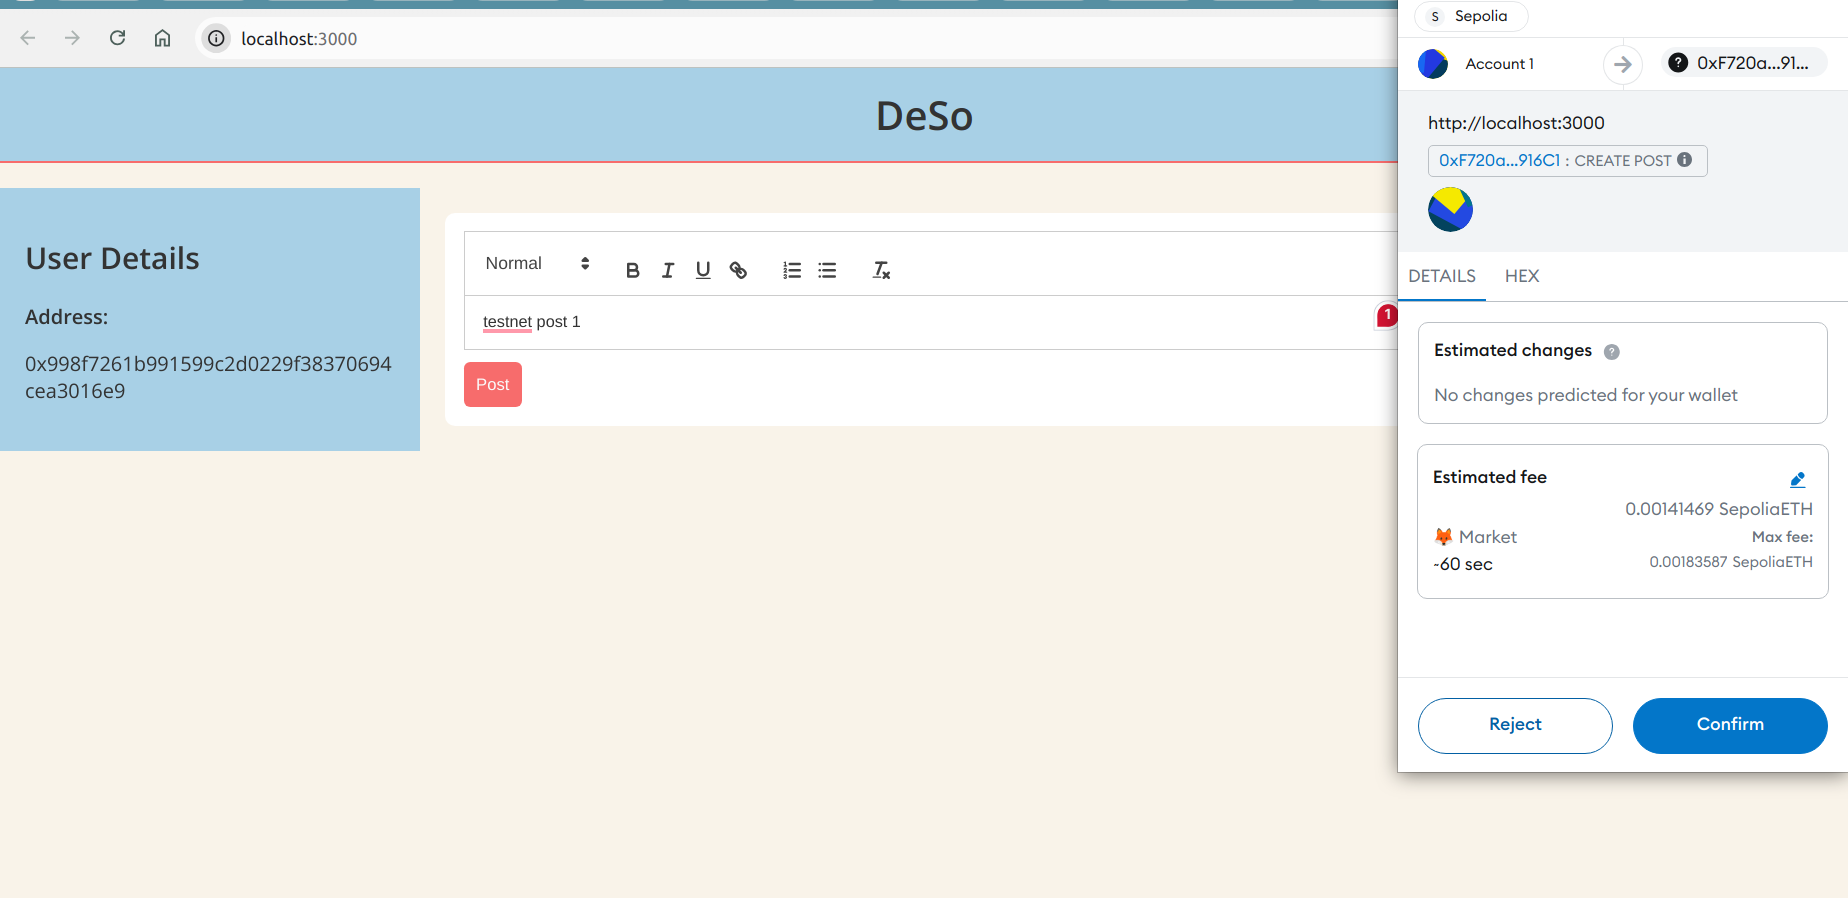 localhost:3000
DeSo
User Details
Address:
0x998f7261b991599c2d0229f38370694
cea3016e9
Normal
B I U
testnet post 1
1
Post
S Sepolia
Account 1
? 0xF720a...91...
http://localhost:3000
0xF720a...916C1 : CREATE POST
DETAILS HEX
Estimated changes ?
No changes predicted for your wallet
Estimated fee
0.00141469 SepoliaETH
Market
Max fee:
~60 sec
0.00183587 SepoliaETH
Reject
Confirm